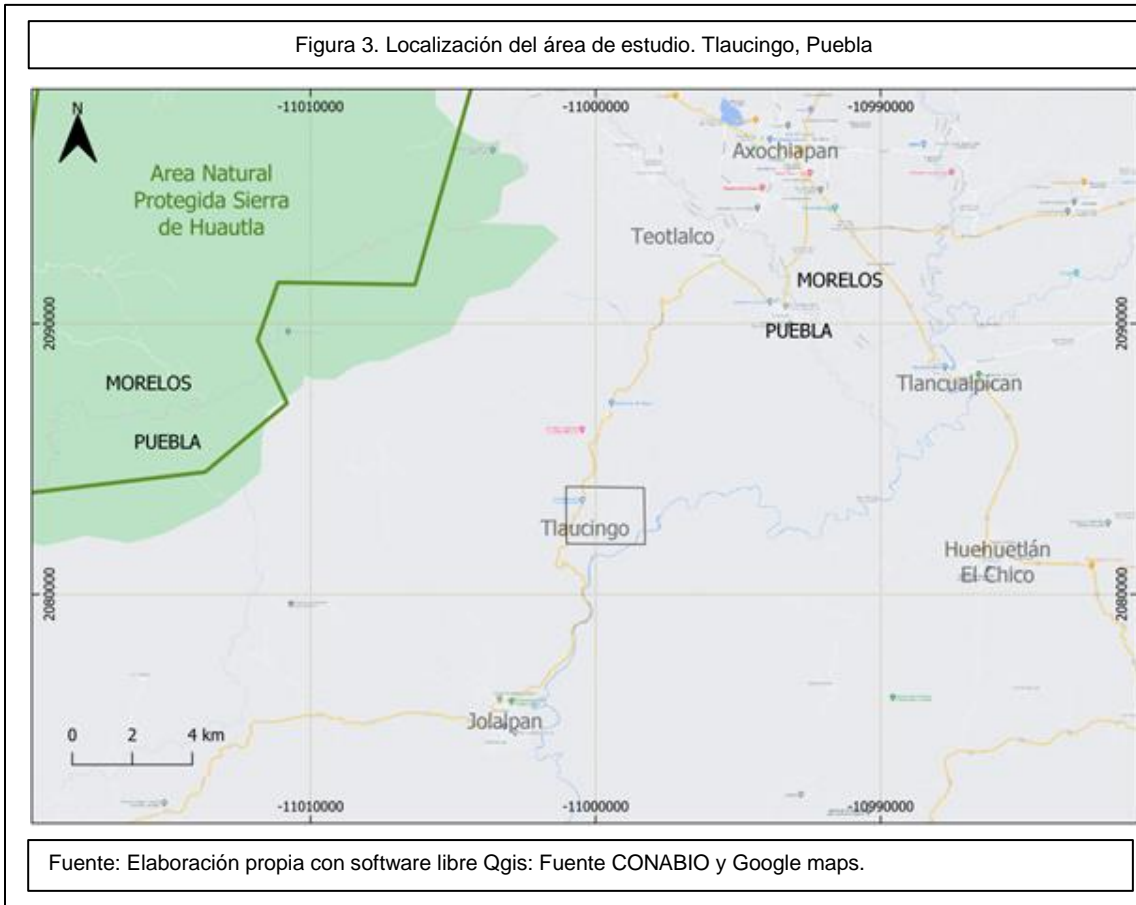 Figura 3. Localización del área de estudio. Tlaucingo, Puebla
N
-11010000
-11000000
-10990000
Area Natural
Protegida Sierra
de Huautla
Axochiapan
Teotlalco
MORELOS
2090000
2090000
PUEBLA
MORELOS
Tlancualpican
PUEBLA
Tlaucingo
Huehuetlán
El Chico
2080000
2080000
Jolalpan
0 2 4 km
-11010000
-11000000
-10990000
Fuente: Elaboración propia con software libre Qgis: Fuente CONABIO y Google maps.